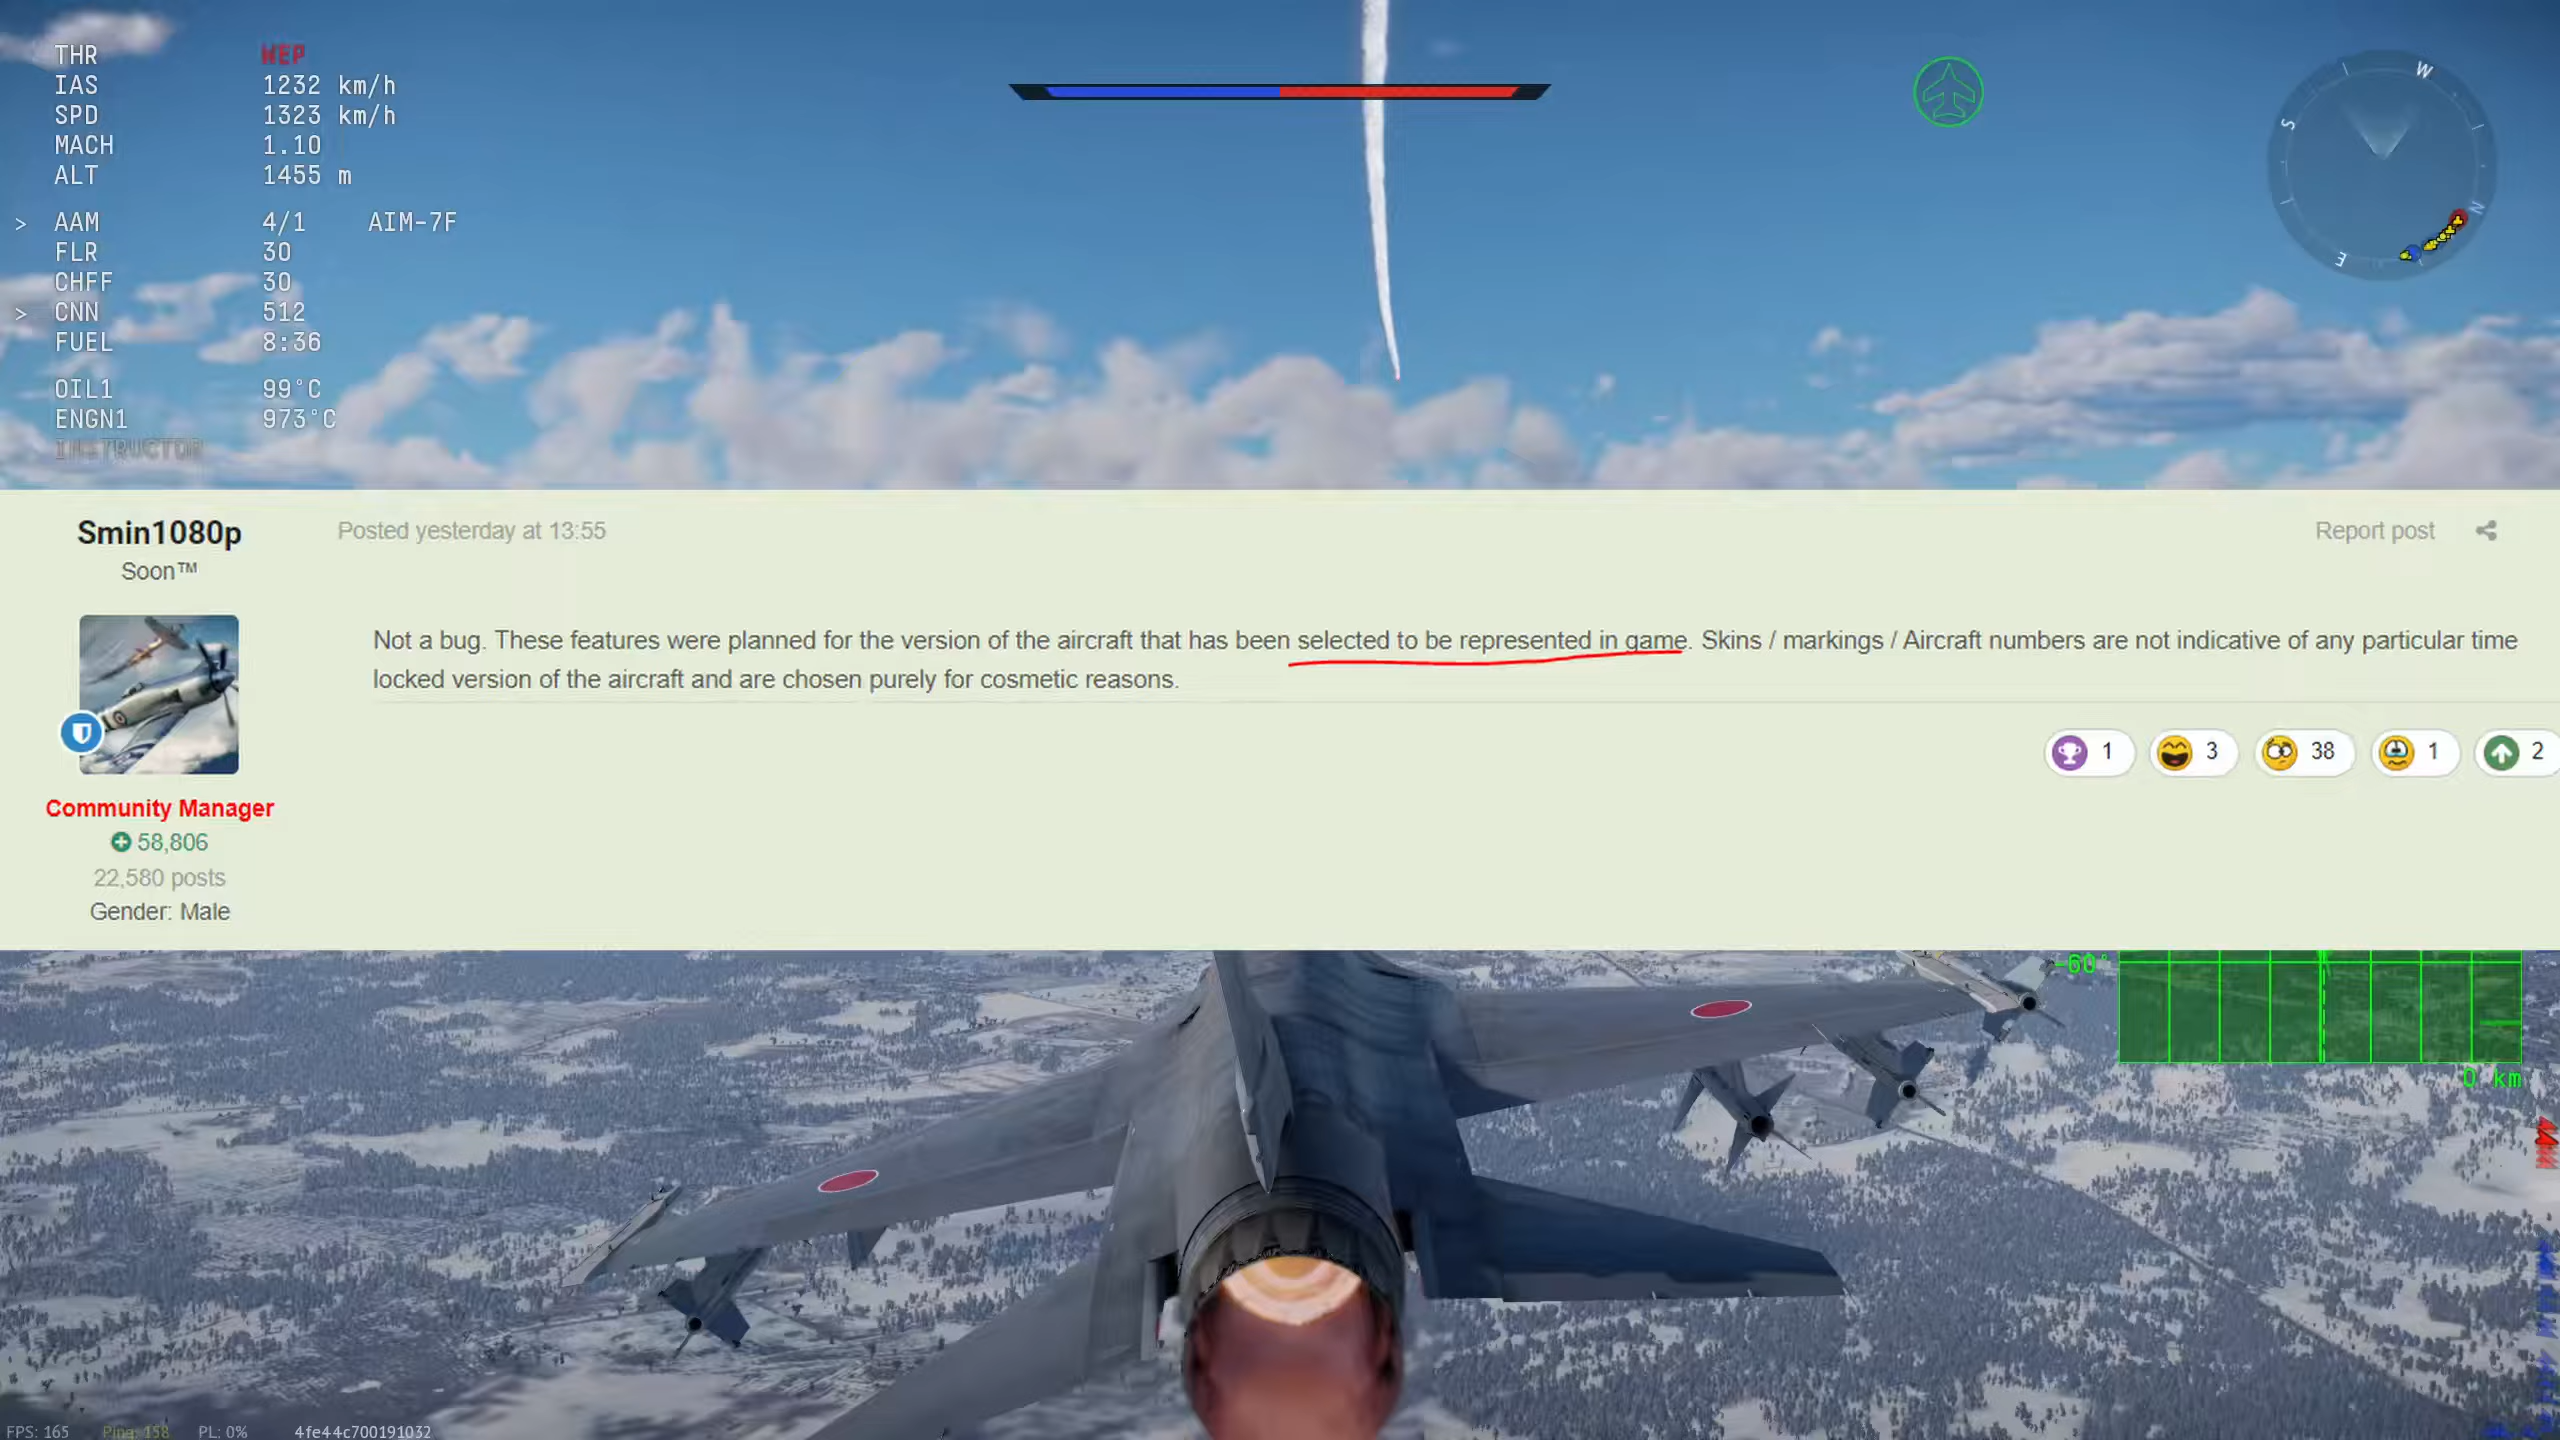 THR WEP
IAS 1232 km/h
SPD 1323 km/h
MACH 1.10
ALT 1455 m
> AAM 4/1 AIM-7F
FLR 30
CHFF 30
> CNN 512
FUEL 8:36
OIL1 99°C
ENGN1 973°C
INSTRUCTOR
W
S
N
E
Smin1080p
Soon™
Posted yesterday at 13:55
Report post
Not a bug. These features were planned for the version of the aircraft that has been selected to be represented in game. Skins / markings / Aircraft numbers are not indicative of any particular time
locked version of the aircraft and are chosen purely for cosmetic reasons.
1 3 38 1 2
Community Manager
58,806
22,580 posts
Gender: Male
-60°
0 km
FPS: 165 Ping: 158 PL: 0% 4fe44c700191032